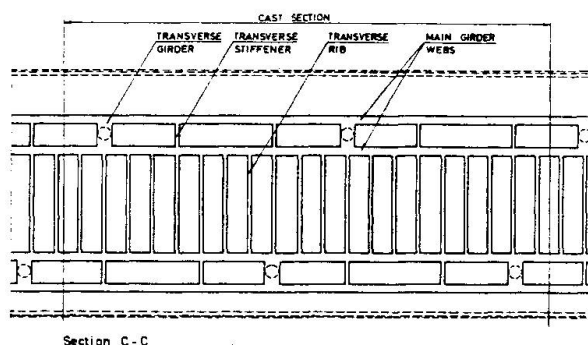 CAST SECTION
TRANSVERSE
GIRDER
TRANSVERSE
STIFFENER
TRANSVERSE
RIB
MAIN GIRDER
WEBS
Section C-C